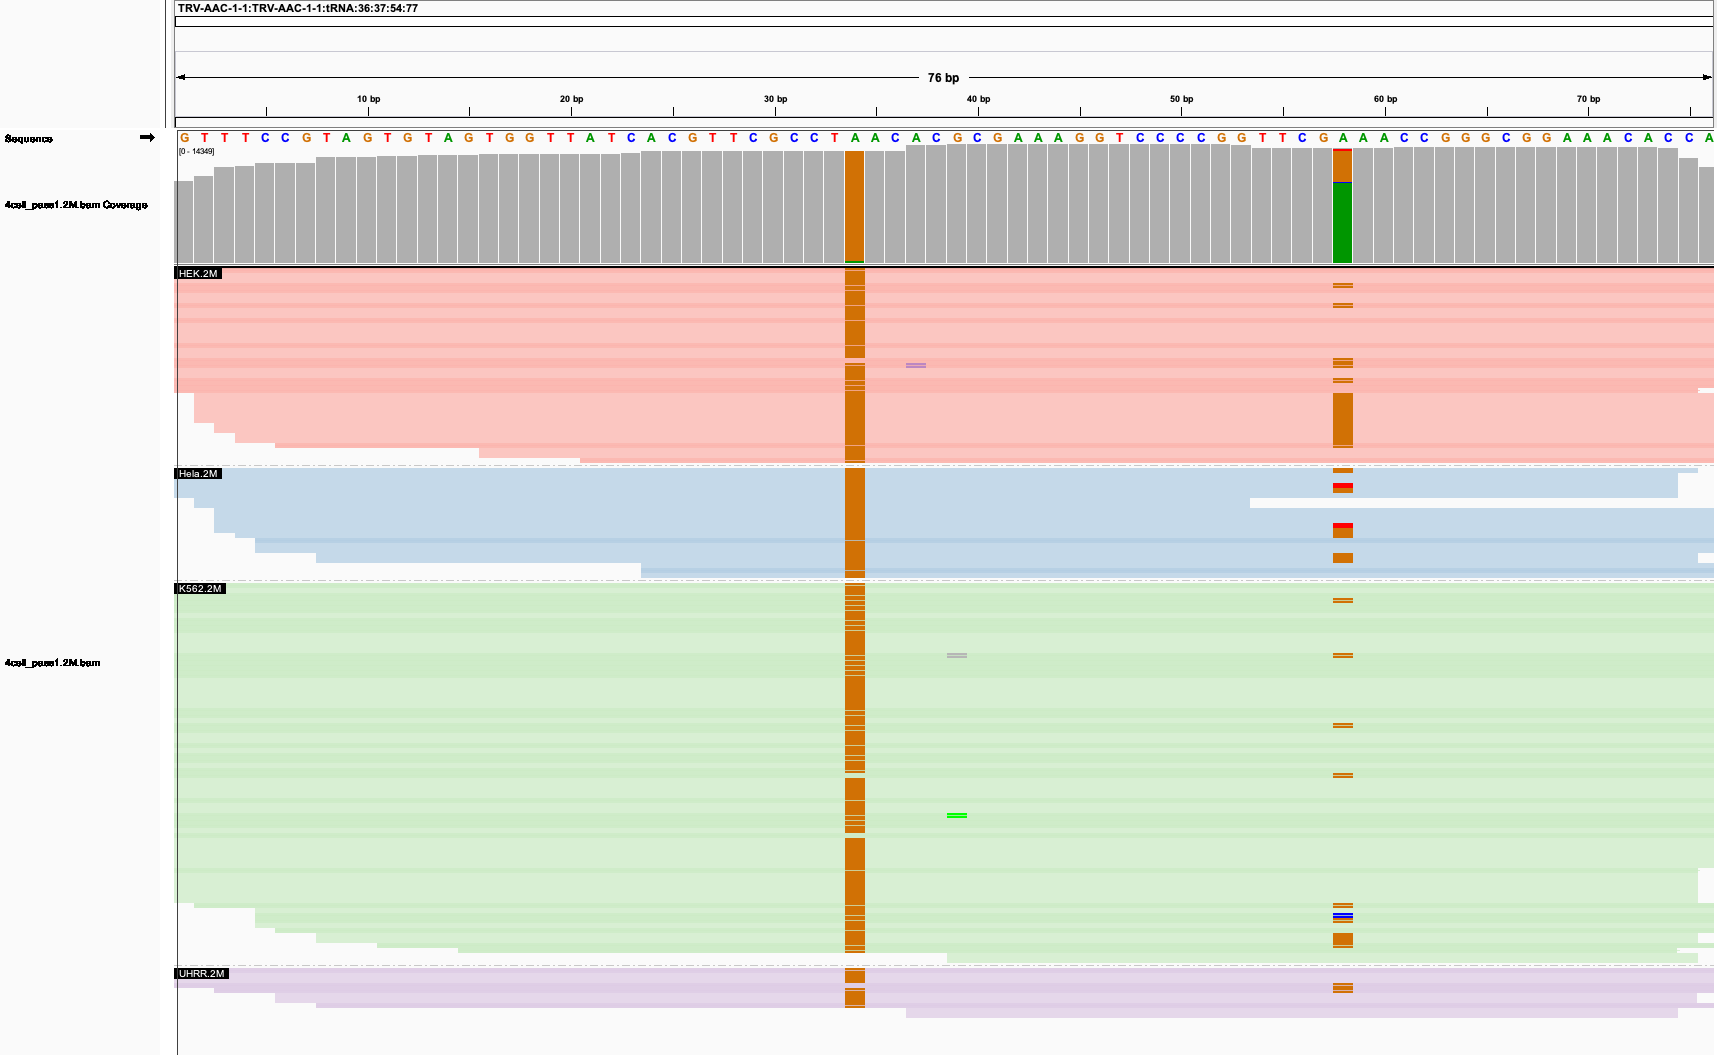 TRV-AAC-1-1:TRV-AAC-1-1:tRNA:36:37:54:77
76 bp
10 bp 20 bp 30 bp 40 bp 50 bp 60 bp 70 bp
Sequence G T T T C C G T A G T G T A G T G G T T A T C A C G T T C G C C T A A C A C G C G A A A G G T C C C C G G T T C G A A A C C G G G C G G A A A C A C C A
[0 - 14349]
4cell_pass1.2M.bam Coverage
HEK.2M
Hela.2M
K562.2M
4cell_pass1.2M.bam
UHRR.2M